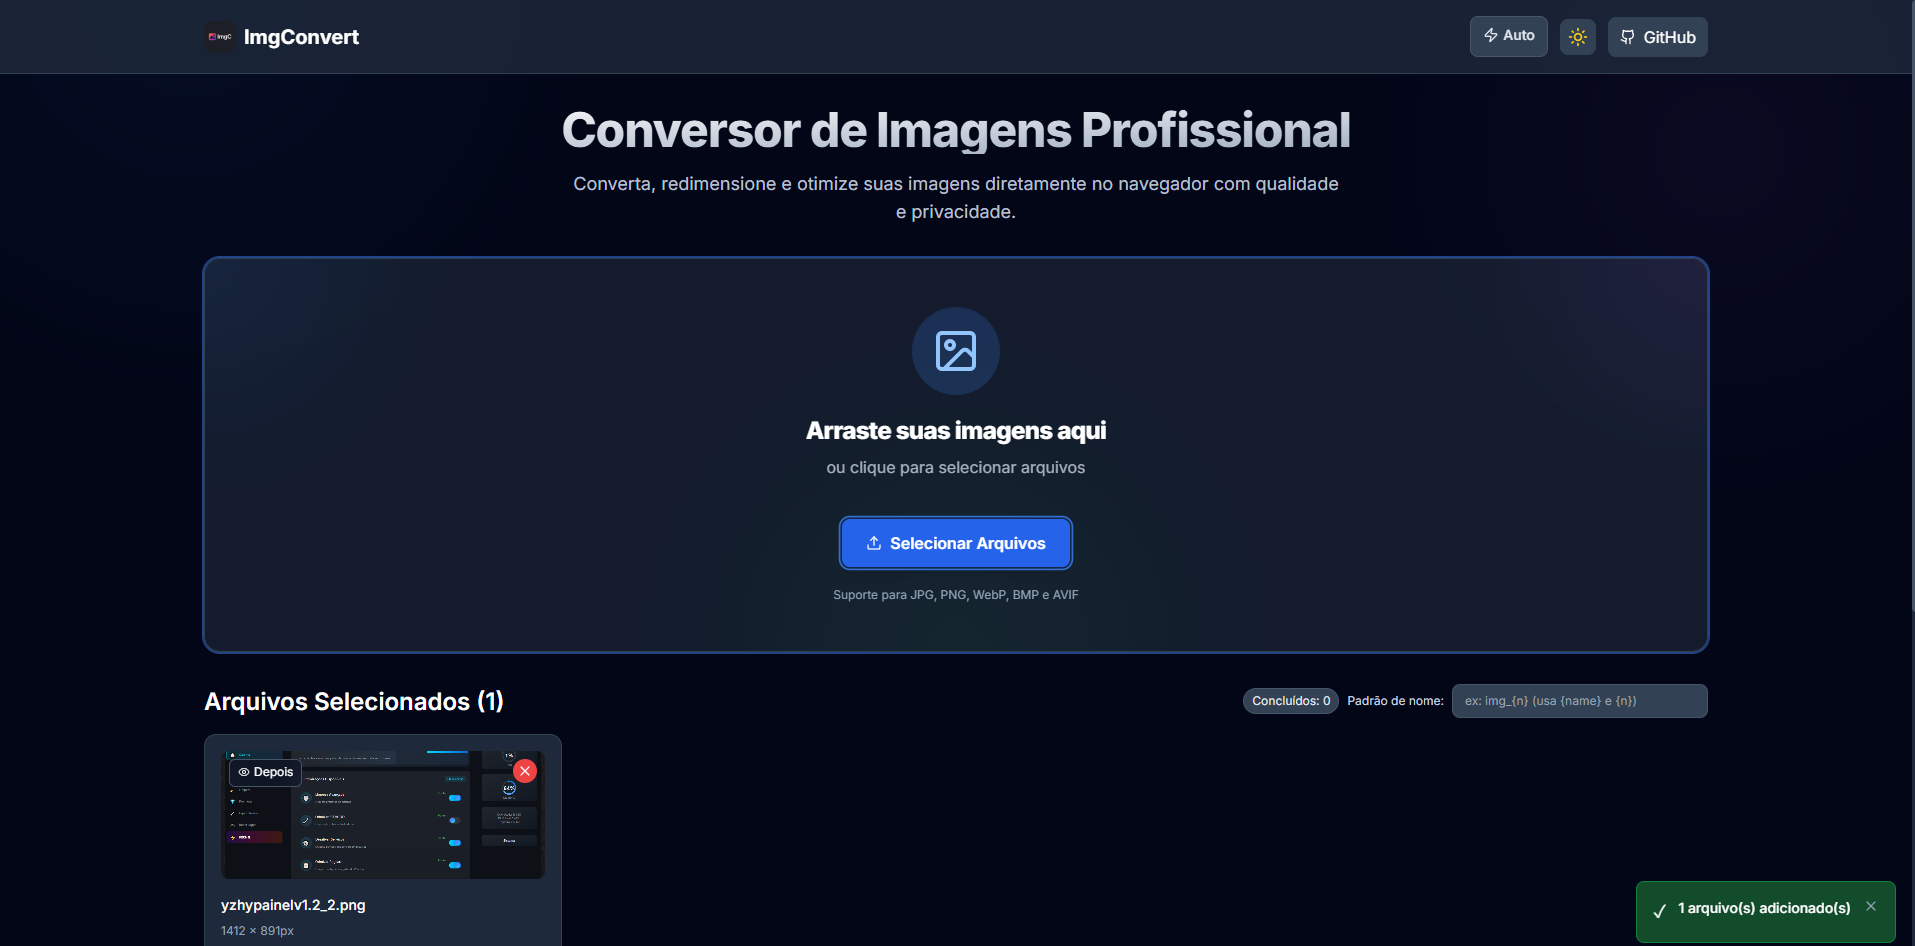 ImgC
ImgConvert
Auto
GitHub
Conversor de Imagens Profissional
Converta, redimensione e otimize suas imagens diretamente no navegador com qualidade
e privacidade.
Arraste suas imagens aqui
ou clique para selecionar arquivos
Selecionar Arquivos
Suporte para JPG, PNG, WebP, BMP e AVIF
Arquivos Selecionados (1)
Concluídos: 0
Padrão de nome:
ex: img_{n} (usa {name} e {n})
Depois
yzhypainelv1.2_2.png
1412 × 891px
1 arquivo(s) adicionado(s)